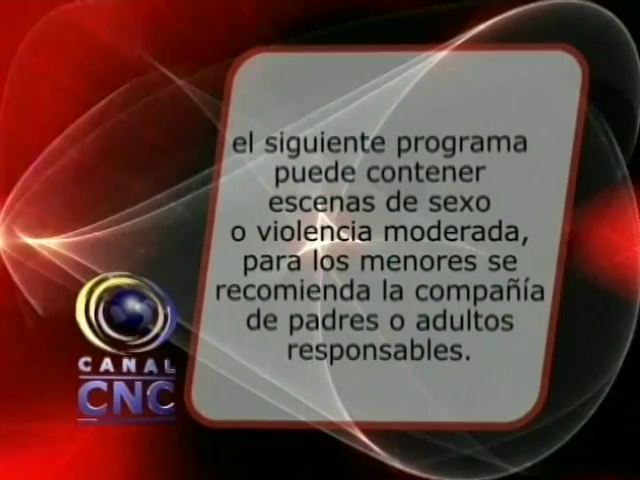 el siguiente programa
puede contener
escenas de sexo
o violencia moderada,
para los menores se
recomienda la compañía
de padres o adultos
responsables.
CANAL
CNC